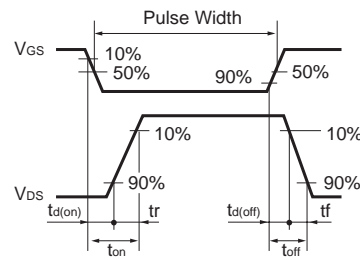 Pulse Width
VGS
10%
50%
90%
50%
10%
10%
VDS
90%
90%
td(on)
tr
td(off)
tf
ton
toff